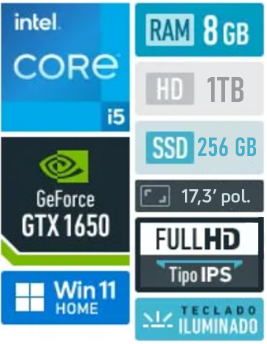 intel.
CORE
i5
GeForce
GTX 1650
Win 11
HOME
RAM 8 GB
HD 1TB
SSD 256 GB
17,3' pol.
FULL HD
Tipo IPS
TECLADO
ILUMINADO